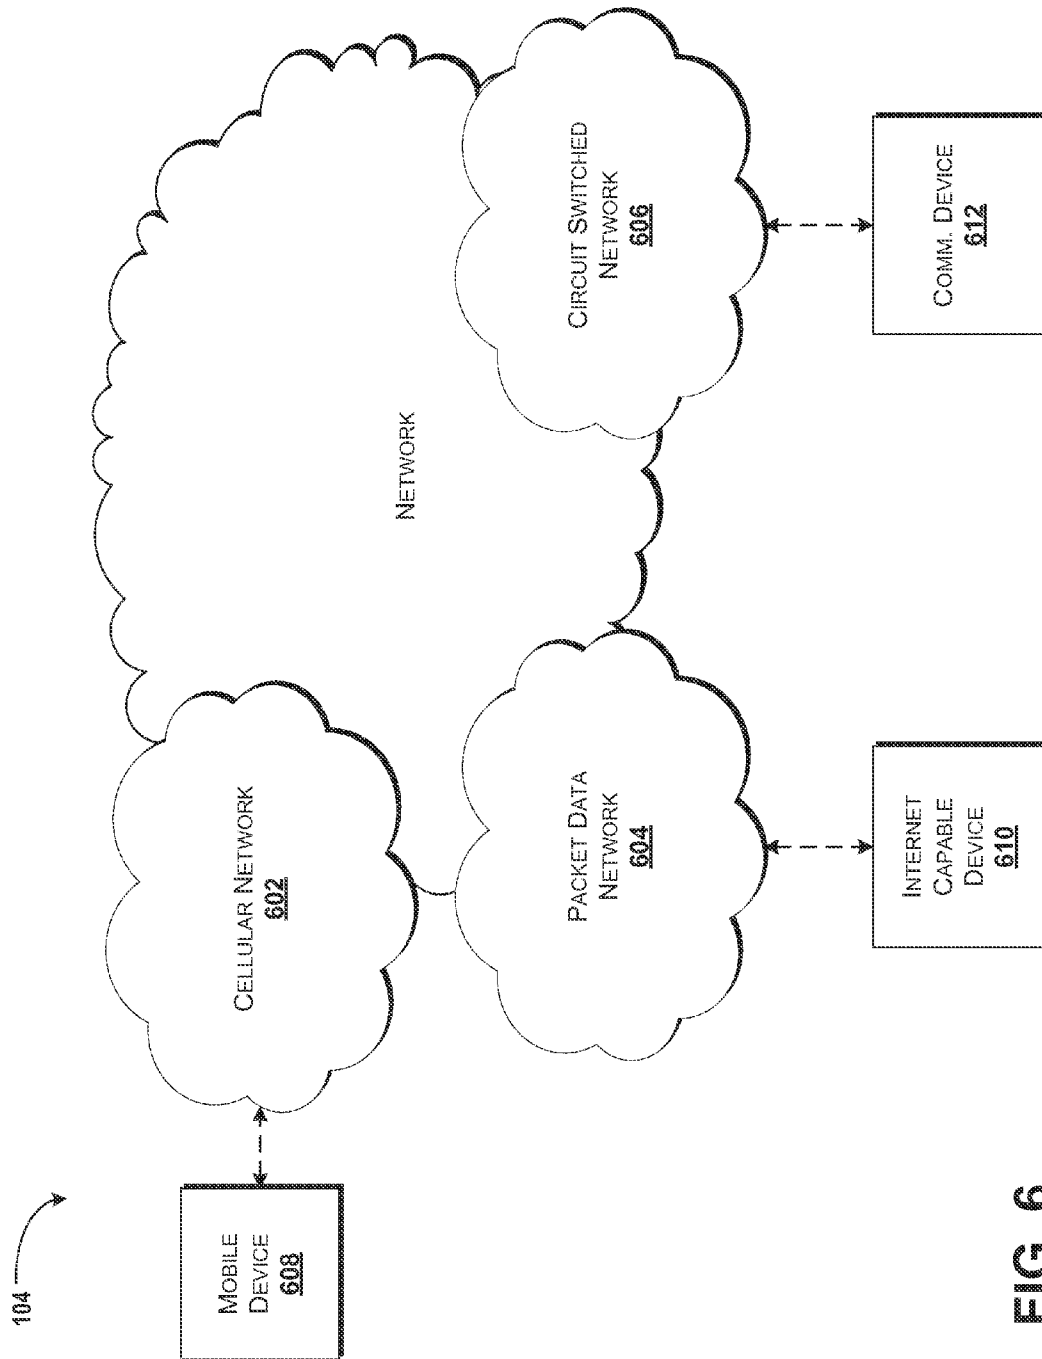 104
MOBILE
DEVICE
608
CELLULAR NETWORK
602
NETWORK
PACKET DATA
NETWORK
604
CIRCUIT SWITCHED
NETWORK
606
INTERNET
CAPABLE
DEVICE
610
COMM. DEVICE
612
FIG. 6